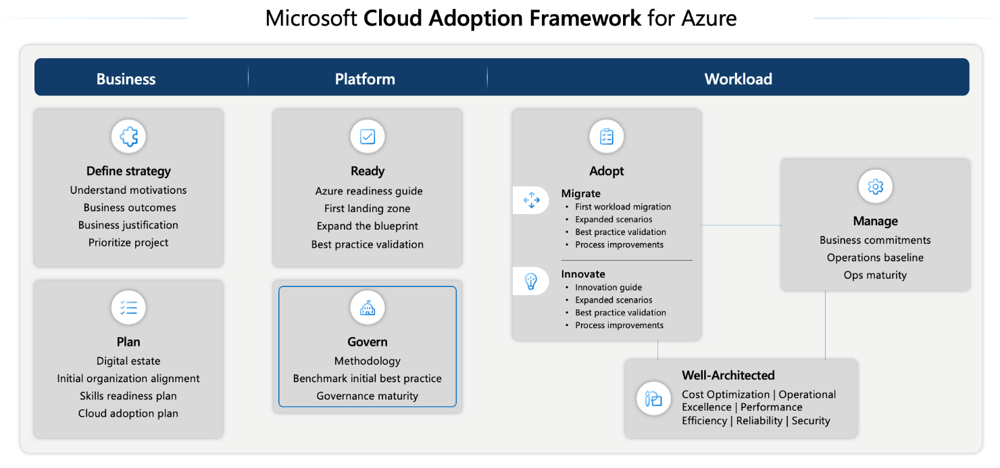 Microsoft Cloud Adoption Framework for Azure
Business
Platform
Workload
Define strategy
Understand motivations
Business outcomes
Business justification
Prioritize project
Plan
Digital estate
Initial organization alignment
Skills readiness plan
Cloud adoption plan
Ready
Azure readiness guide
First landing zone
Expand the blueprint
Best practice validation
Govern
Methodology
Benchmark initial best practice
Governance maturity
Adopt
Migrate
• First workload migration
• Expanded scenarios
• Best practice validation
• Process improvements
Innovate
• Innovation guide
• Expanded scenarios
• Best practice validation
• Process improvements
Manage
Business commitments
Operations baseline
Ops maturity
Well-Architected
Cost Optimization | Operational
Excellence | Performance
Efficiency | Reliability | Security